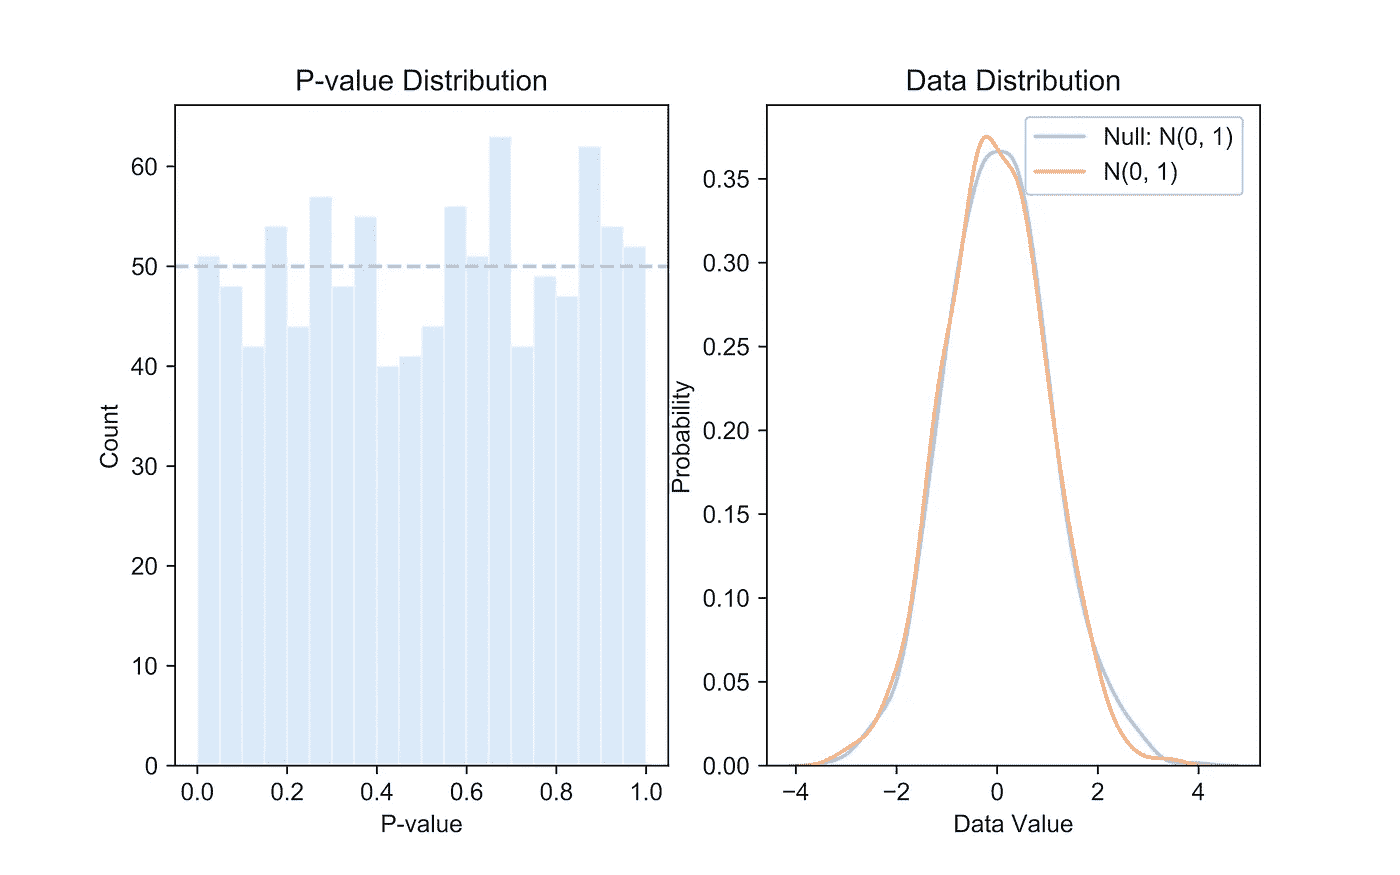 P-value Distribution
60
50
40
30
20
10
0
Count
0.0 0.2 0.4 0.6 0.8 1.0
P-value
Data Distribution
Null: N(0, 1)
N(0, 1)
0.35
0.30
0.25
0.20
0.15
0.10
0.05
0.00
Probability
−4 −2 0 2 4
Data Value